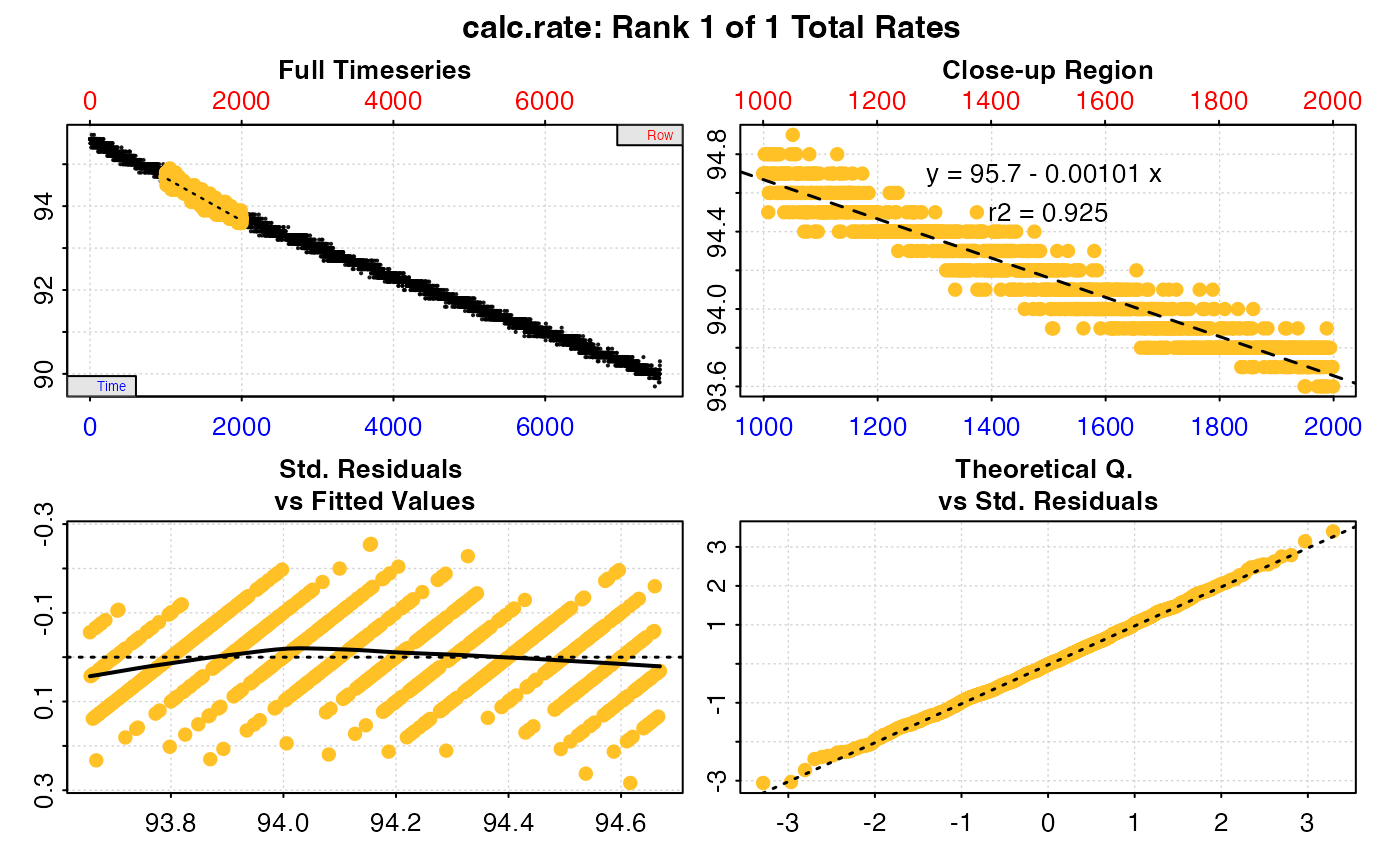 calc.rate: Rank 1 of 1 Total Rates
Full Timeseries
0 2000 4000 6000
Row
94
92
90
Time
0 2000 4000 6000
Close-up Region
1000 1200 1400 1600 1800 2000
94.8
y = 95.7 - 0.00101 x
r2 = 0.925
94.4
94.0
93.6
1000 1200 1400 1600 1800 2000
Std. Residuals
vs Fitted Values
-0.3
-0.1
0.1
0.3
93.8 94.0 94.2 94.4 94.6
Theoretical Q.
vs Std. Residuals
3
2
1
-1
-3
-3 -2 -1 0 1 2 3